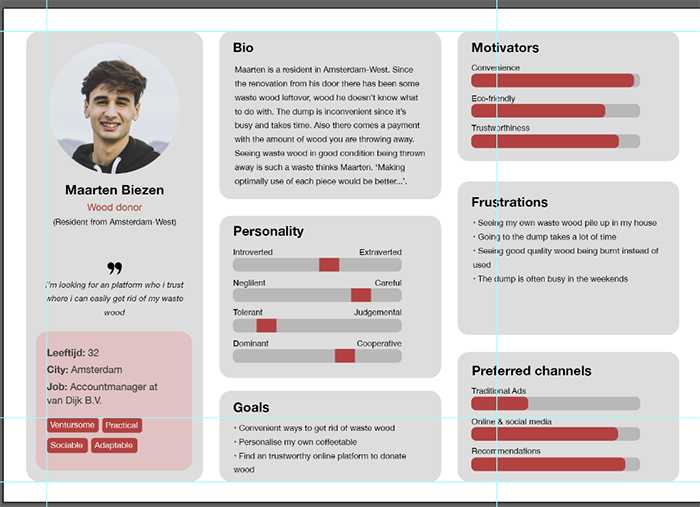 Maarten Biezen
Wood donor
(Resident from Amsterdam-West)
”
I'm looking for an platform who i trust
where i can easily get rid of my waste
wood
Leeftijd: 32
City: Amsterdam
Job: Accountmanager at
van Dijk B.V.
Ventursome Practical
Sociable Adaptable
Bio
Maarten is a resident in Amsterdam-West. Since
the renovation from his door there has been some
waste wood leftover, wood he doesn't know what
to do with. The dump is inconvenient since it's
busy and takes time. Also there comes a payment
with the amount of wood you are throwing away.
Seeing waste wood in good condition being thrown
away is such a waste thinks Maarten. 'Making
optimally use of each piece would be better...'.
Personality
Introverted Extraverted
Neglilent Careful
Tolerant Judgemental
Dominant Cooperative
Goals
• Convenient ways to get rid of waste wood
• Personalise my own coffeetable
• Find an trustworthy online platform to donate
wood
Motivators
Convenience
Eco-friendly
Trustworthiness
Frustrations
• Seeing my own waste wood pile up in my house
• Going to the dump takes a lot of time
• Seeing good quality wood being burnt instead of
used
• The dump is often busy in the weekends
Preferred channels
Traditional Ads
Online & social media
Recommendations